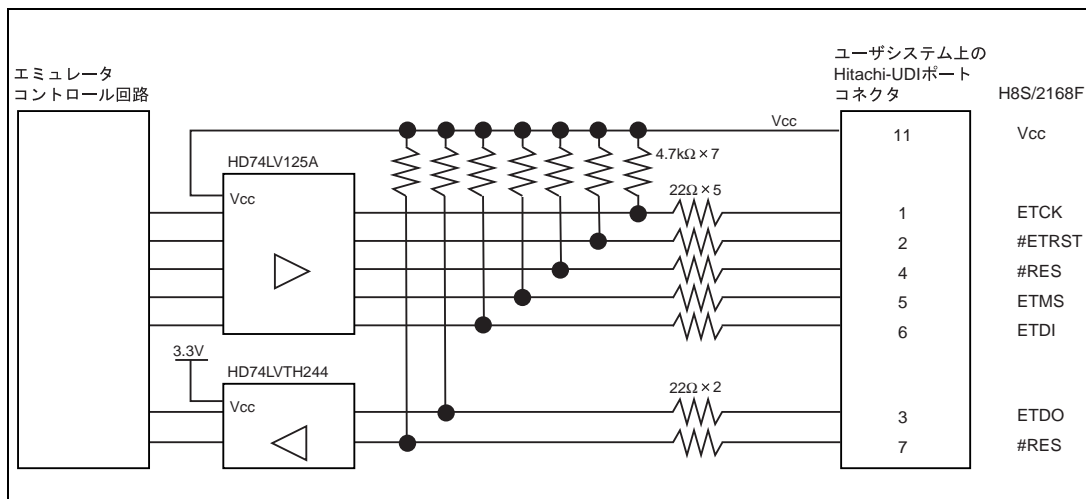 エミュレータ
コントロール回路
ユーザシステム上の
Hitachi-UDIポート
コネクタ
H8S/2168F
Vcc
11
Vcc
4.7kΩ×7
HD74LV125A
Vcc
22Ω×5
1
ETCK
2
#ETRST
4
#RES
5
ETMS
6
ETDI
3.3V
HD74LVTH244
Vcc
22Ω×2
3
ETDO
7
#RES